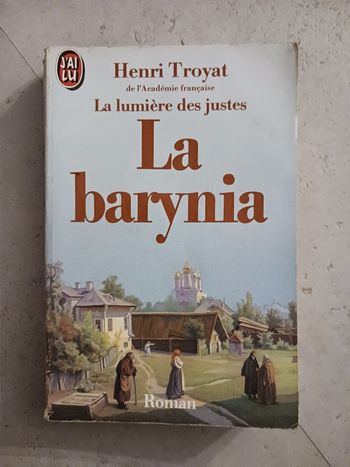 J'AI
LU
Henri Troyat
de l'Académie française
La lumière des justes
La
barynia
Roman